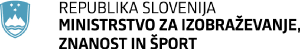 REPUBLIKA SLOVENIJA
MINISTRSTVO ZA IZOBRAŽEVANJE,
ZNANOST IN ŠPORT